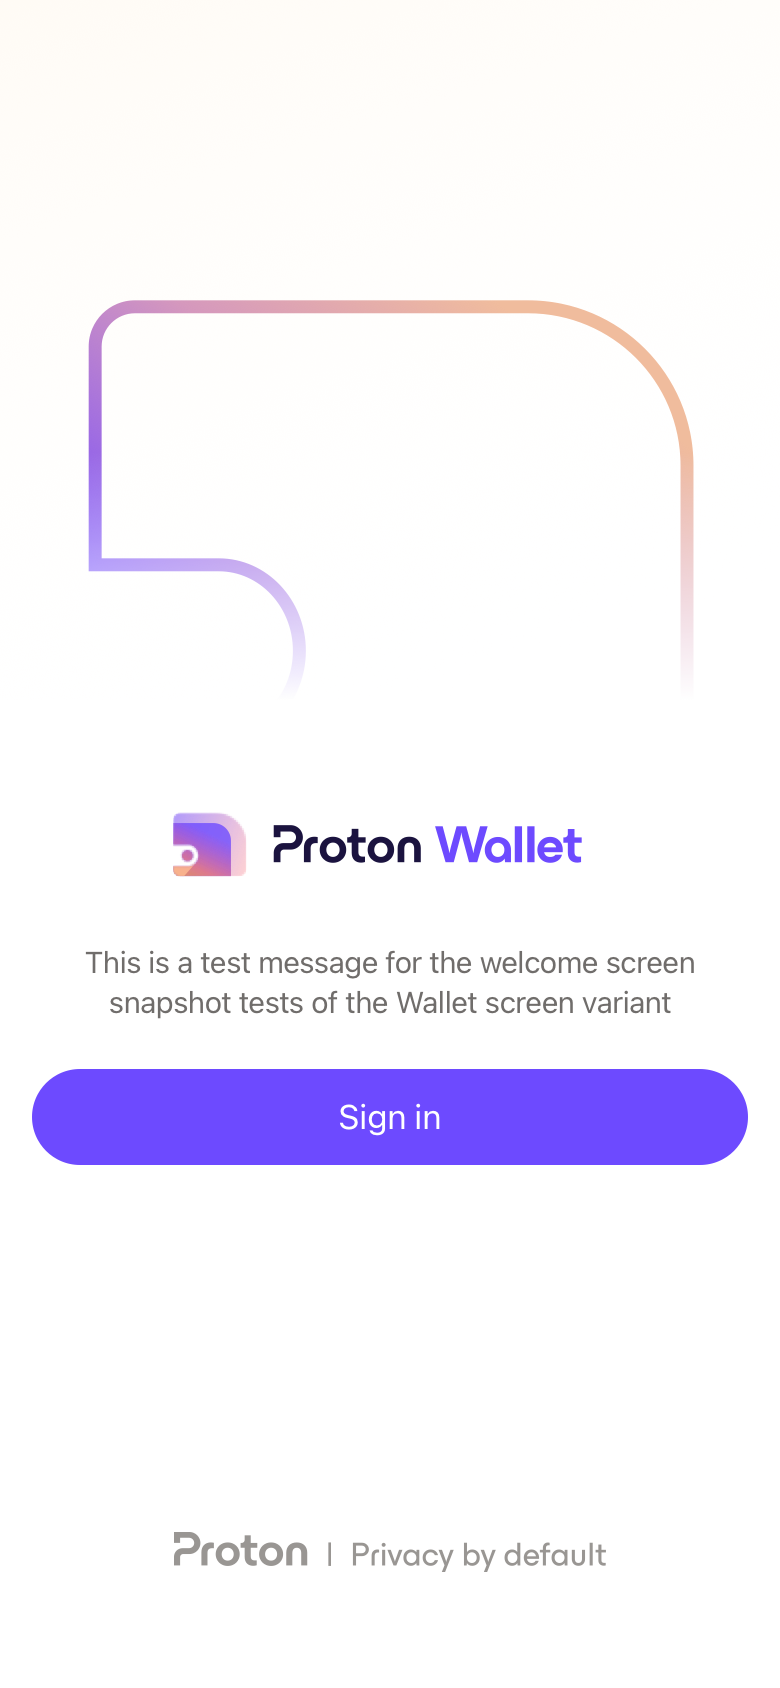 Proton Wallet
This is a test message for the welcome screen
snapshot tests of the Wallet screen variant
Sign in
Proton | Privacy by default